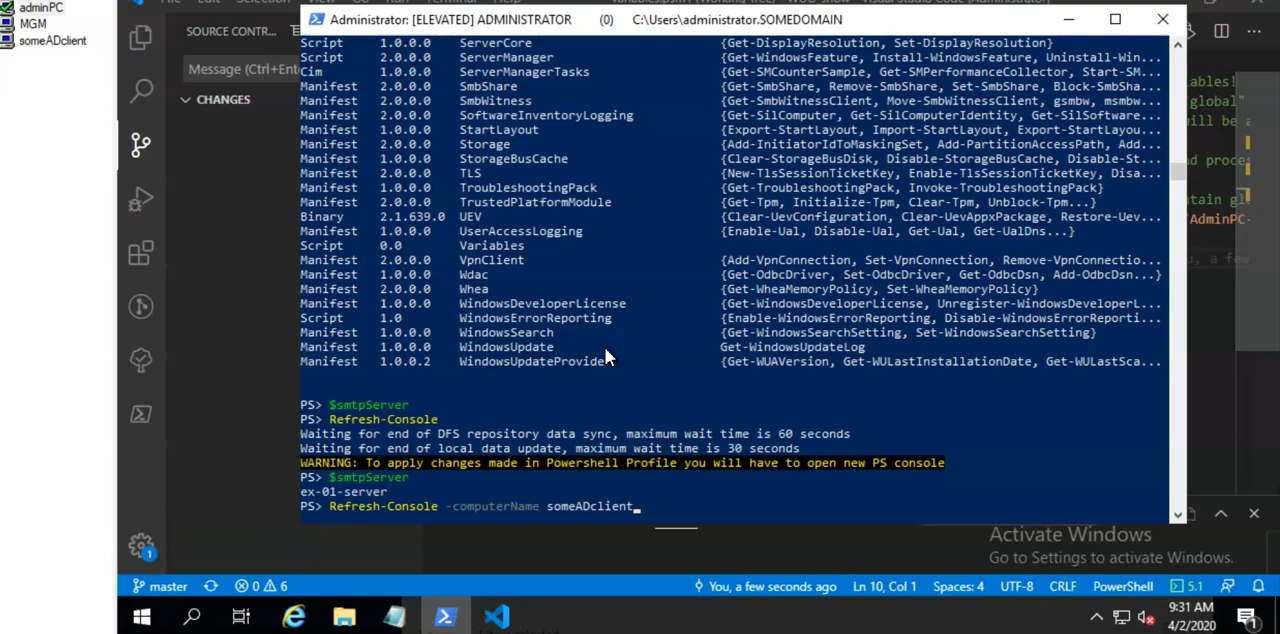 adminPC
MGM
someADclient
SOURCE CONTR...
Message (Ctrl+Ente
CHANGES
Administrator: [ELEVATED] ADMINISTRATOR (0) C:\Users\administrator.SOMEDOMAIN
Script 1.0.0.0 ServerCore {Get-DisplayResolution, Set-DisplayResolution}
Script 2.0.0.0 ServerManager {Get-WindowsFeature, Install-WindowsFeature, Uninstall-Win...
Cim 1.0.0.0 ServerManagerTasks {Get-SMCounterSample, Get-SMPerformanceCollector, Start-SM...
Manifest 2.0.0.0 SmbShare {Get-SmbShare, Remove-SmbShare, Set-SmbShare, Block-SmbSha...
Manifest 2.0.0.0 SmbWitness {Get-SmbWitnessClient, Move-SmbWitnessClient, gsmbw, msmbw...
Manifest 2.0.0.0 SoftwareInventoryLogging {Get-SilComputer, Get-SilComputerIdentity, Get-SilSoftware...
Manifest 1.0.0.0 StartLayout {Export-StartLayout, Import-StartLayout, Export-StartLayou...
Manifest 2.0.0.0 Storage {Add-InitiatorIdToMaskingSet, Add-PartitionAccessPath, Add...
Manifest 1.0.0.0 StorageBusCache {Clear-StorageBusDisk, Disable-StorageBusCache, Disable-St...
Manifest 2.0.0.0 TLS {New-TlsSessionTicketKey, Enable-TlsSessionTicketKey, Disa...
Manifest 1.0.0.0 TroubleshootingPack {Get-TroubleshootingPack, Invoke-TroubleshootingPack}
Manifest 2.0.0.0 TrustedPlatformModule {Get-Tpm, Initialize-Tpm, Clear-Tpm, Unblock-Tpm...}
Binary 2.1.639.0 UEV {Clear-UevConfiguration, Clear-UevAppxPackage, Restore-Uev...
Manifest 1.0.0.0 UserAccessLogging {Enable-Ual, Disable-Ual, Get-Ual, Get-UalDns...}
Script 0.0 Variables
Manifest 2.0.0.0 VpnClient {Add-VpnConnection, Set-VpnConnection, Remove-VpnConnectio...
Manifest 1.0.0.0 Wdac {Get-OdbcDriver, Set-OdbcDriver, Get-OdbcDsn, Add-OdbcDsn...}
Manifest 2.0.0.0 Whea {Get-WheaMemoryPolicy, Set-WheaMemoryPolicy}
Manifest 1.0.0.0 WindowsDeveloperLicense {Get-WindowsDeveloperLicense, Unregister-WindowsDeveloperL...
Script 1.0 WindowsErrorReporting {Enable-WindowsErrorReporting, Disable-WindowsErrorReporti...
Manifest 1.0.0.0 WindowsSearch {Get-WindowsSearchSetting, Set-WindowsSearchSetting}
Manifest 1.0.0.0 WindowsUpdate Get-WindowsUpdateLog
Manifest 1.0.0.2 WindowsUpdateProvide {Get-WUAVersion, Get-WULastInstallationDate, Get-WULastSca...
PS> $smtpServer
PS> Refresh-Console
Waiting for end of DFS repository data sync, maximum wait time is 60 seconds
Waiting for end of local data update, maximum wait time is 30 seconds
WARNING: To apply changes made in Powershell Profile you will have to open new PS console
PS> $smtpServer
ex-01-server
PS> Refresh-Console -computerName someADclient
ables!
"global"
will be a
nd proces
ntain gl
/AdminPC-
u, a few
Activate Windows
Go to Settings to activate Windows.
1
master 0 6 You, a few seconds ago Ln 10, Col 1 Spaces: 4 UTF-8 CRLF PowerShell 5.1
9:31 AM
4/2/2020
1